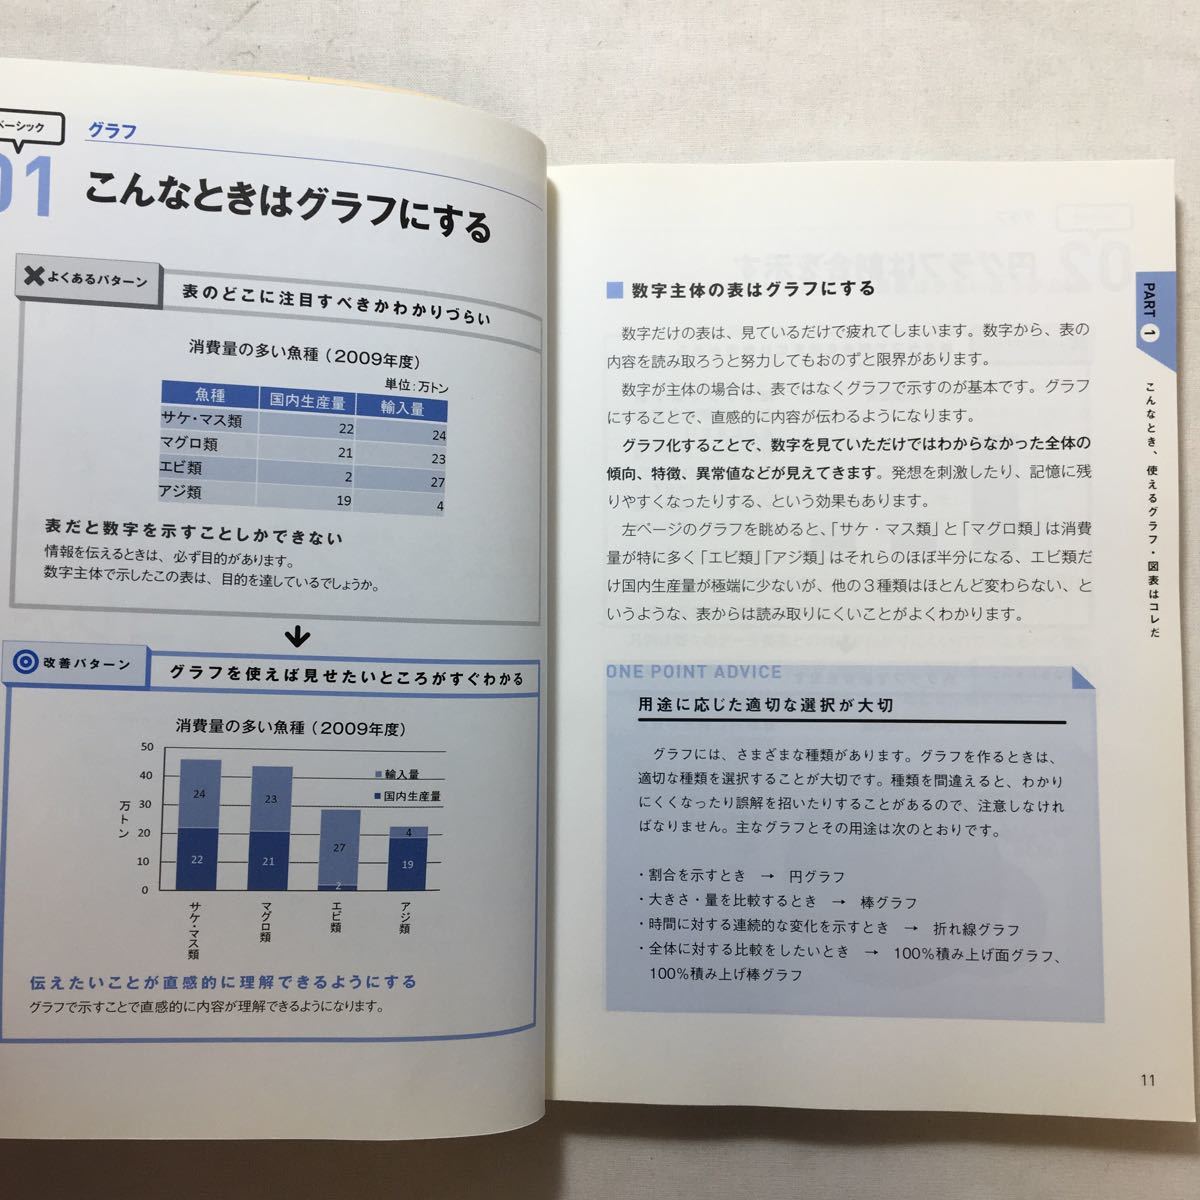 ベーシック
01
グラフ
こんなときはグラフにする
よくあるパターン
表のどこに注目すべきかわかりづらい
消費量の多い魚種（2009年度）
単位：万トン
魚種 国内生産量 輸入量
サケ・マス類 22 24
マグロ類 21 23
エビ類 2 27
アジ類 19 4
表だと数字を示すことしかできない
情報を伝えるときは、必ず目的があります。
数字主体で示したこの表は、目的を達しているでしょうか。
改善パターン
グラフを使えば見せたいところがすぐわかる
消費量の多い魚種（2009年度）
万トン
50
40
30
20
10
0
輸入量
国内生産量
24 23 27 4
22 21 2 19
サケ・マス類
マグロ類
エビ類
アジ類
伝えたいことが直感的に理解できるようにする
グラフで示すことで直感的に内容が理解できるようになります。
数字主体の表はグラフにする
数字だけの表は、見ているだけで疲れてしまいます。数字から、表の
内容を読み取ろうと努力してもおのずと限界があります。
数字が主体の場合は、表ではなくグラフで示すのが基本です。グラフ
にすることで、直感的に内容が伝わるようになります。
グラフ化することで、数字を見ていただけではわからなかった全体の
傾向、特徴、異常値などが見えてきます。発想を刺激したり、記憶に残
りやすくなったりする、という効果もあります。
左ページのグラフを眺めると、「サケ・マス類」と「マグロ類」は消費
量が特に多く「エビ類」「アジ類」はそれらのほぼ半分になる、エビ類だ
け国内生産量が極端に少ないが、他の3種類はほとんど変わらない、と
いうような、表からは読み取りにくいことがよくわかります。
ONE POINT ADVICE
用途に応じた適切な選択が大切
グラフには、さまざまな種類があります。グラフを作るときは、
適切な種類を選択することが大切です。種類を間違えると、わかり
にくくなったり誤解を招いたりすることがあるので、注意しなけれ
ばなりません。主なグラフとその用途は次のとおりです。
・割合を示すとき → 円グラフ
・大きさ・量を比較するとき → 棒グラフ
・時間に対する連続的な変化を示すとき → 折れ線グラフ
・全体に対する比較をしたいとき → 100%積み上げ面グラフ、
100%積み上げ棒グラフ
PART 1
こんなとき、使えるグラフ・図表はコレだ
11